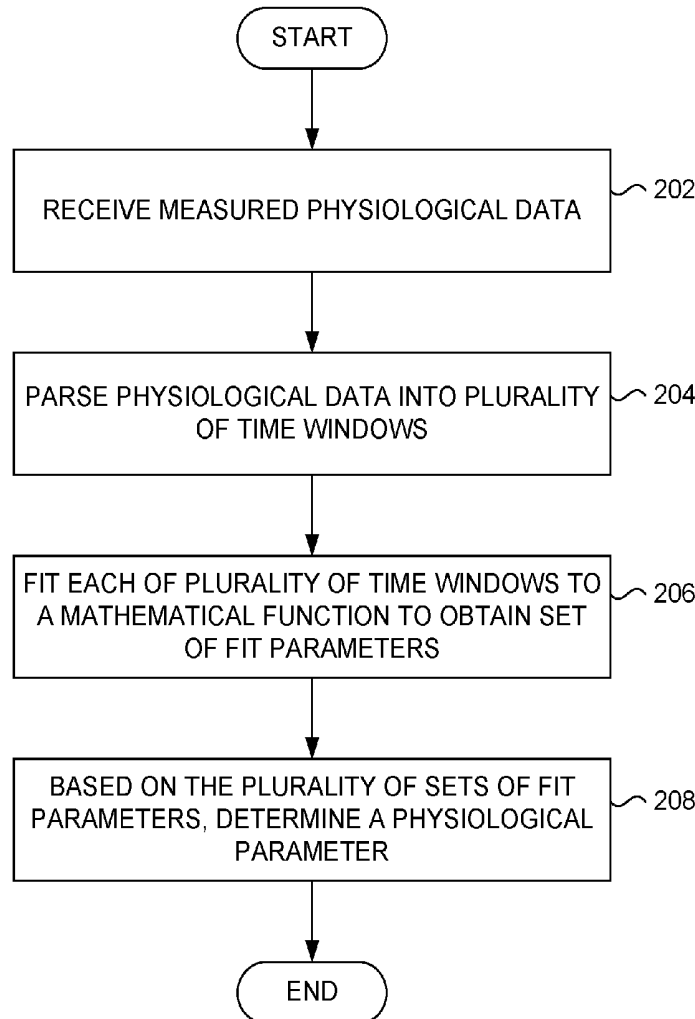 START
RECEIVE MEASURED PHYSIOLOGICAL DATA
202
PARSE PHYSIOLOGICAL DATA INTO PLURALITY
OF TIME WINDOWS
204
FIT EACH OF PLURALITY OF TIME WINDOWS TO
A MATHEMATICAL FUNCTION TO OBTAIN SET
OF FIT PARAMETERS
206
BASED ON THE PLURALITY OF SETS OF FIT
PARAMETERS, DETERMINE A PHYSIOLOGICAL
PARAMETER
208
END